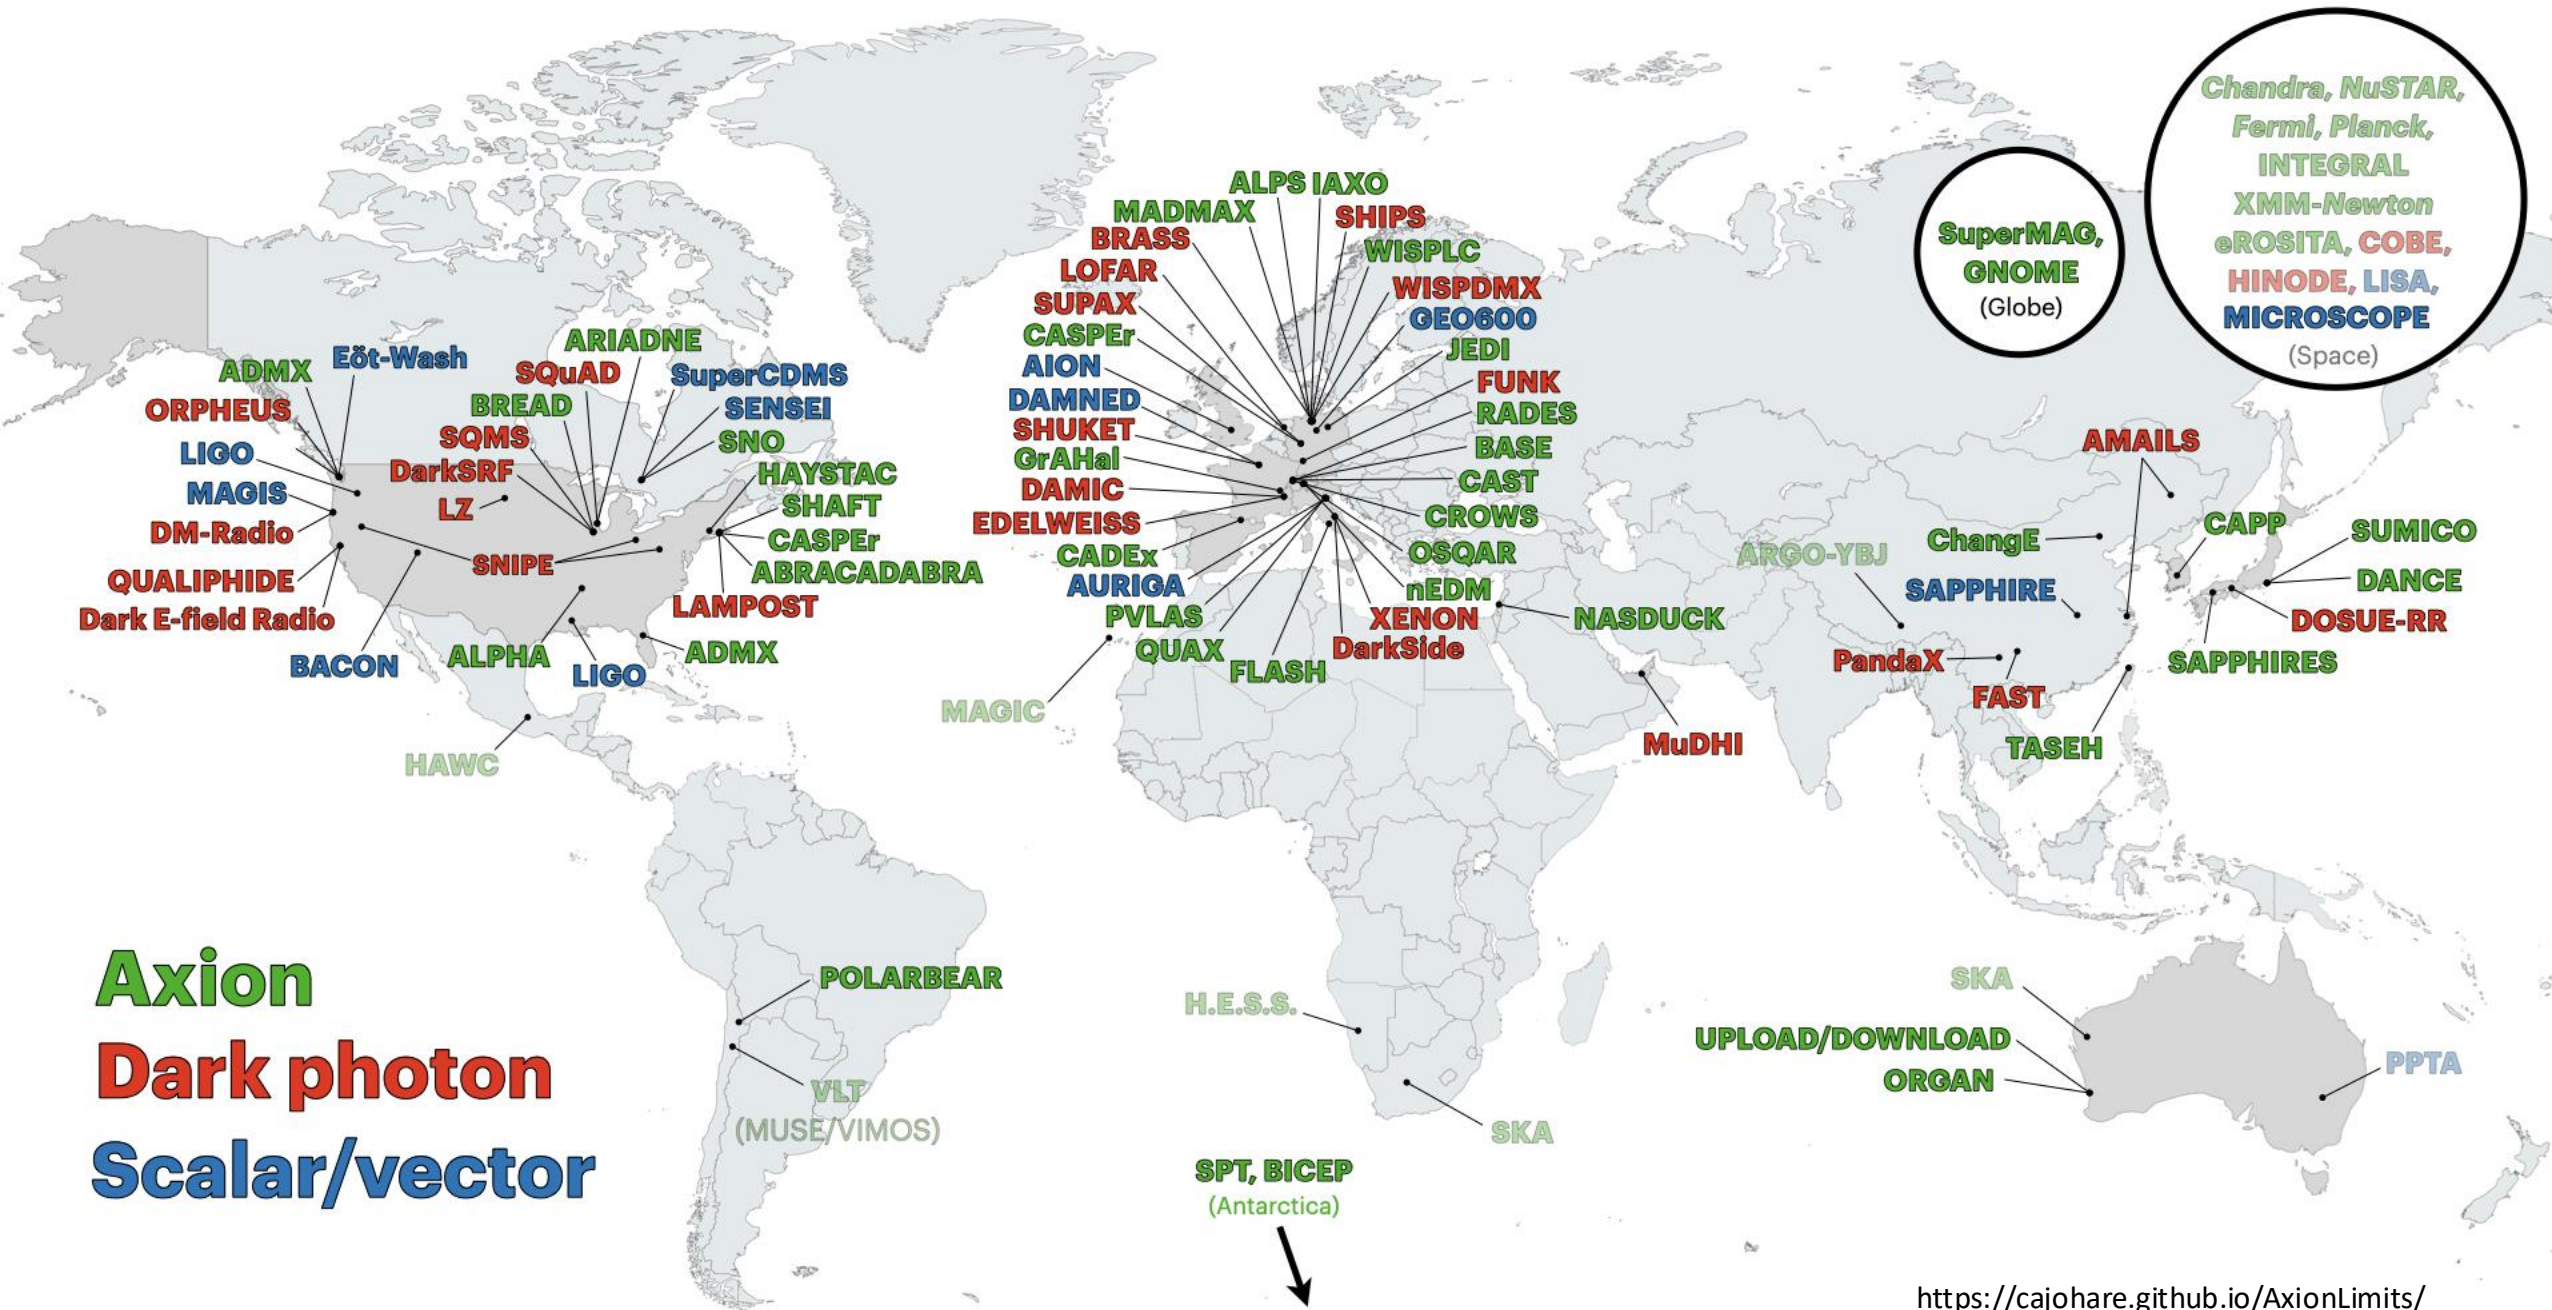 Chandra, NuSTAR,
Fermi, Planck,
INTEGRAL
XMM-Newton
eROSITA, COBE,
HINODE, LISA,
MICROSCOPE
(Space)
SuperMAG,
GNOME
(Globe)
ADMX
Eöt-Wash
ORPHEUS
LIGO
MAGIS
DM-Radio
QUALIPHIDE
Dark E-field Radio
BACON
ARIADNE
SQuAD
BREAD
SQMS
DarkSRF
LZ
SNIPE
SuperCDMS
SENSEI
SNO
HAYSTAC
SHAFT
CASPEr
ABRACADABRA
LAMPOST
ALPHA
LIGO
ADMX
HAWC
ALPS IAXO
MADMAX
SHIPS
BRASS
WISPLC
LOFAR
WISPDMX
SUPAX
GEO600
CASPEr
JEDI
AION
FUNK
DAMNED
RADES
SHUKET
BASE
GrAHal
CAST
DAMIC
CROWS
EDELWEISS
OSQAR
CADEx
nEDM
AURIGA
XENON
PVLAS
DarkSide
QUAX
FLASH
NASDUCK
MAGIC
MuDHI
AMAILS
CAPP
SUMICO
ChangE
ARGO-YBJ
DANCE
SAPPHIRE
DOSUE-RR
PandaX
SAPPHIRES
FAST
TASEH
POLARBEAR
VLT
(MUSE/VIMOS)
H.E.S.S.
SKA
SKA
UPLOAD/DOWNLOAD
ORGAN
PPTA
SPT, BICEP
(Antarctica)
Axion
Dark photon
Scalar/vector
https://cajohare.github.io/AxionLimits/